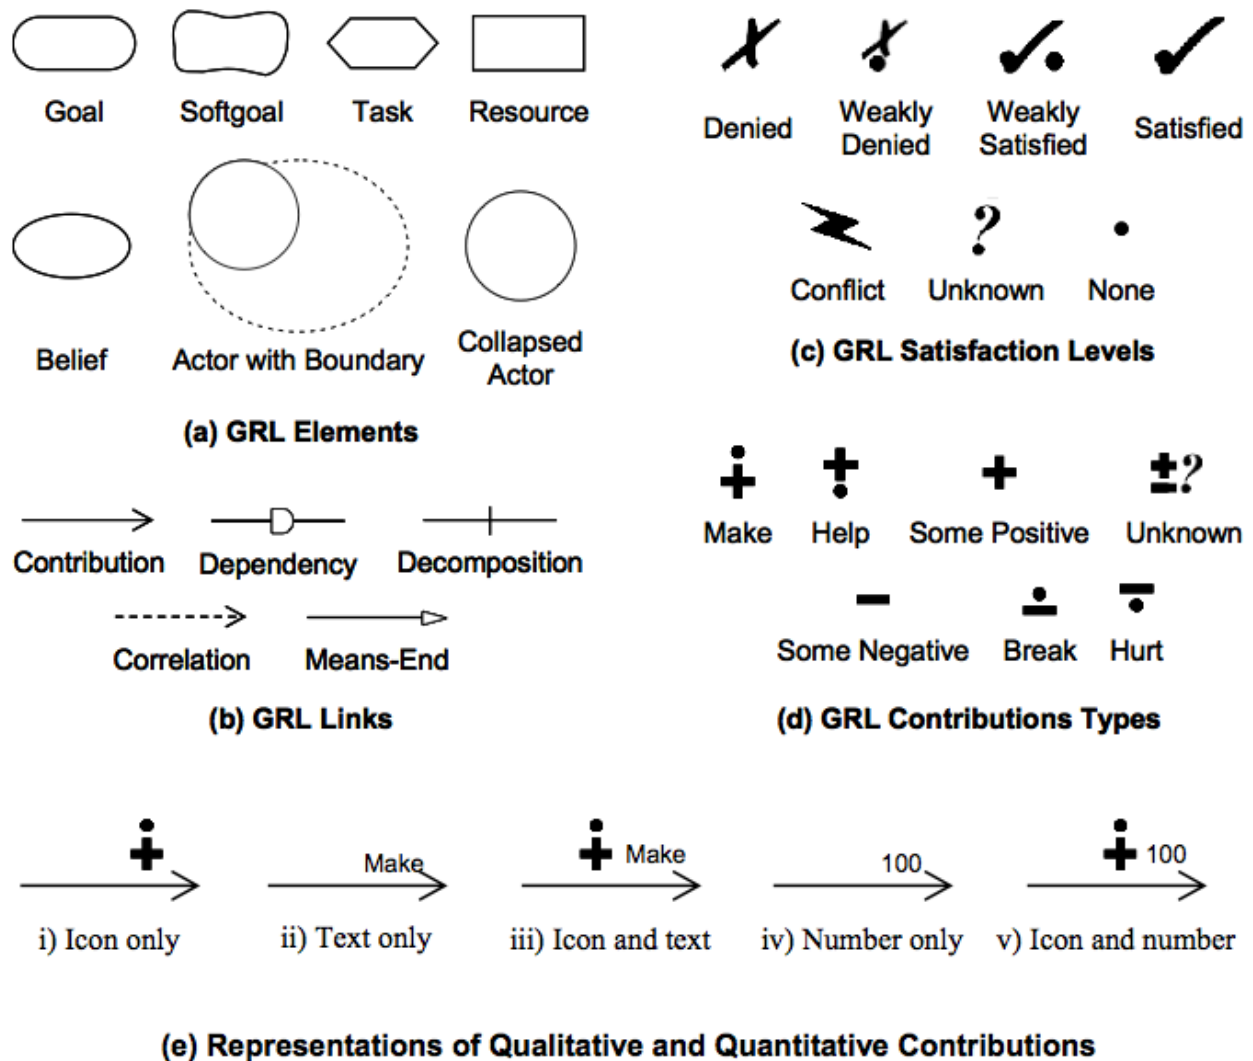 Goal Softgoal Task Resource
Belief Actor with Boundary Collapsed
Actor
(a) GRL Elements
Contribution Dependency Decomposition
Correlation Means-End
(b) GRL Links
Denied Weakly
Denied Weakly
Satisfied Satisfied
?
Conflict Unknown None
(c) GRL Satisfaction Levels
?
Make Help Some Positive Unknown
Some Negative Break Hurt
(d) GRL Contributions Types
Make Make 100 100
i) Icon only ii) Text only iii) Icon and text iv) Number only v) Icon and number
(e) Representations of Qualitative and Quantitative Contributions